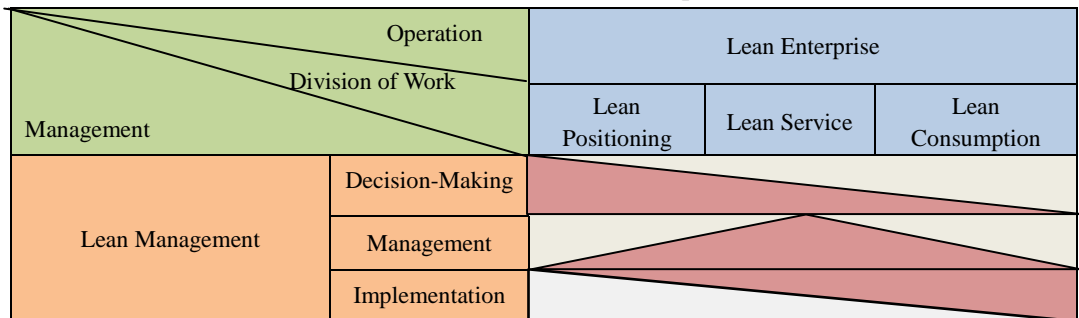 Operation
Division of Work
Management
Lean Enterprise
Lean
Positioning
Lean Service
Lean
Consumption
Lean Management
Decision-Making
Management
Implementation